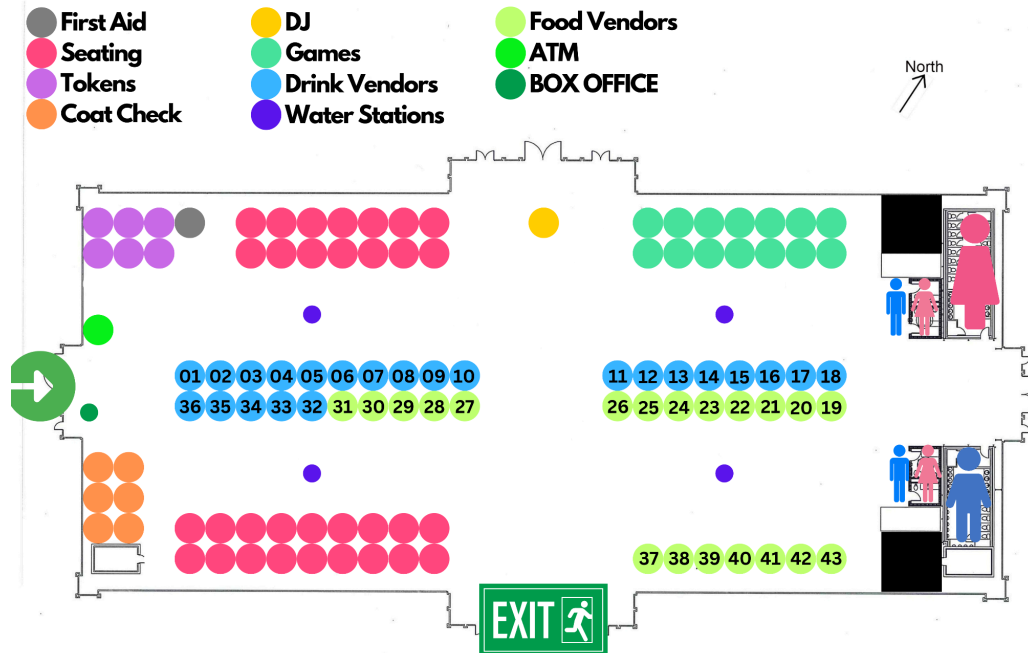 First Aid DJ Food Vendors
Seating Games ATM
Tokens Drink Vendors BOX OFFICE
Coat Check Water Stations
North
01 02 03 04 05 06 07 08 09 10 11 12 13 14 15 16 17 18
36 35 34 33 32 31 30 29 28 27 26 25 24 23 22 21 20 19
37 38 39 40 41 42 43
EXIT